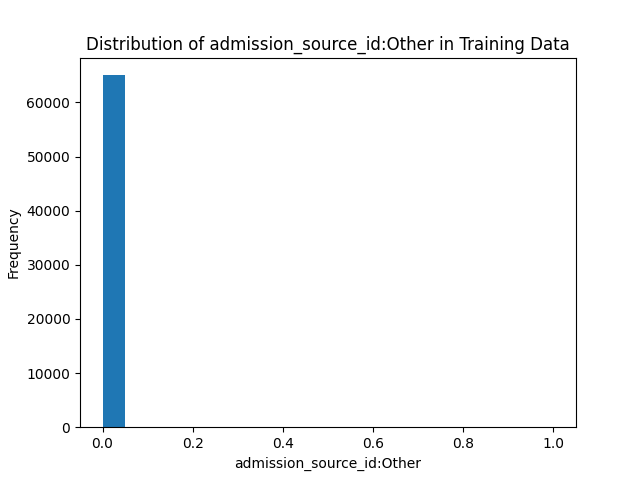 Distribution of admission_source_id:Other in Training Data
60000
50000
40000
30000
20000
10000
0
Frequency
0.0 0.2 0.4 0.6 0.8 1.0
admission_source_id:Other